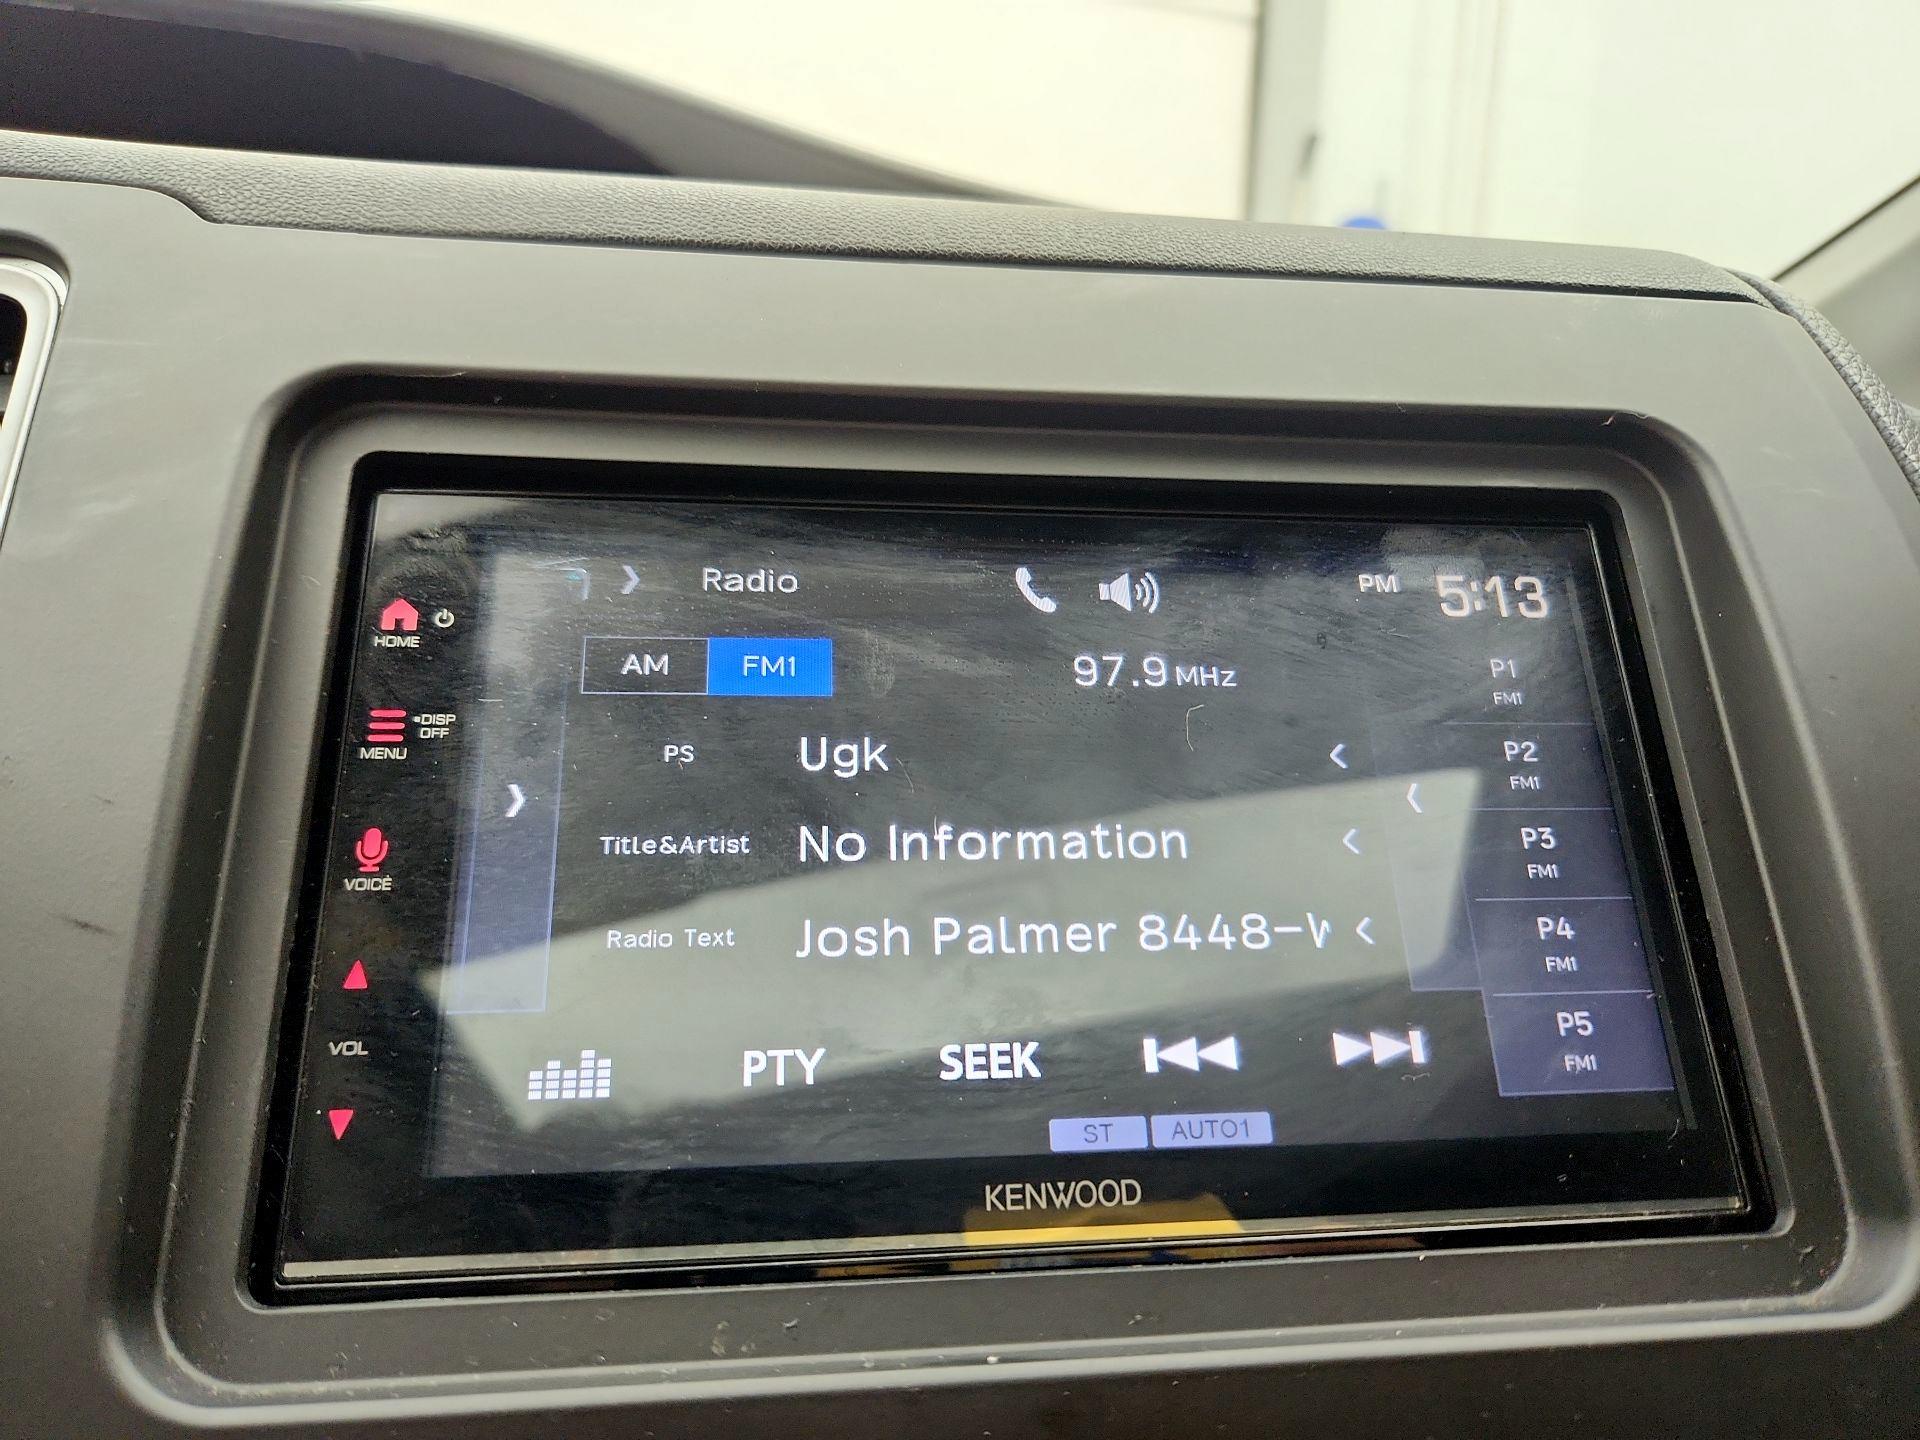 Radio
PM 5:13
HOME
AM FM1 97.9 MHz
P1
FM1
DISP
OFF
MENU
PS Ugk
P2
FM1
Title&Artist No Information
P3
FM1
VOICE
Radio Text Josh Palmer 8448-
P4
FM1
VOL
PTY SEEK
P5
FM1
ST AUTO1
KENWOOD